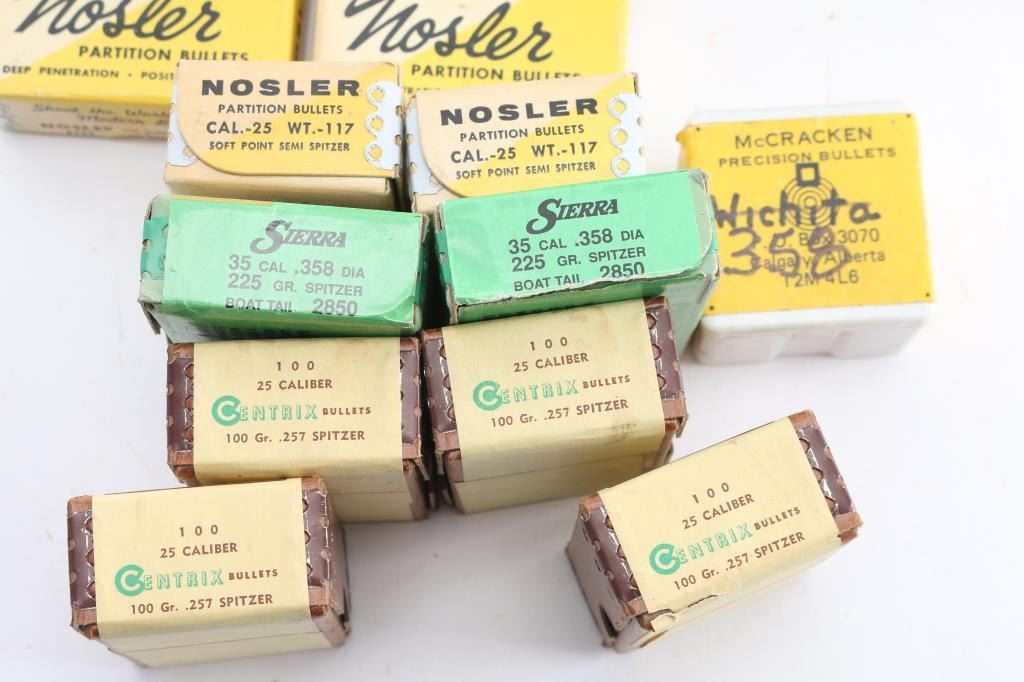 Nosler
PARTITION BULLETS
DEEP PENETRATION •
Shoot the World's
NOSLER
Nosler
PARTITION BULLETS
NOSLER
PARTITION BULLETS
CAL.-25 WT.-117
SOFT POINT SEMI SPITZER
NOSLER
PARTITION BULLETS
CAL.-25 WT.-117
SOFT POINT SEMI SPITZER
McCRACKEN
PRECISION BULLETS
Wichita
358
3070
Calgary, Alberta
T2M 4L6
SIERRA
35 CAL .358 DIA
225 GR. SPITZER
BOAT TAIL 2850
SIERRA
35 CAL .358 DIA
225 GR. SPITZER
BOAT TAIL 2850
100
25 CALIBER
CENTRIX BULLETS
100 Gr. .257 SPITZER
100
25 CALIBER
CENTRIX BULLETS
100 Gr. .257 SPITZER
100
25 CALIBER
CENTRIX BULLETS
100 Gr. .257 SPITZER
100
25 CALIBER
CENTRIX BULLETS
100 Gr. .257 SPITZER